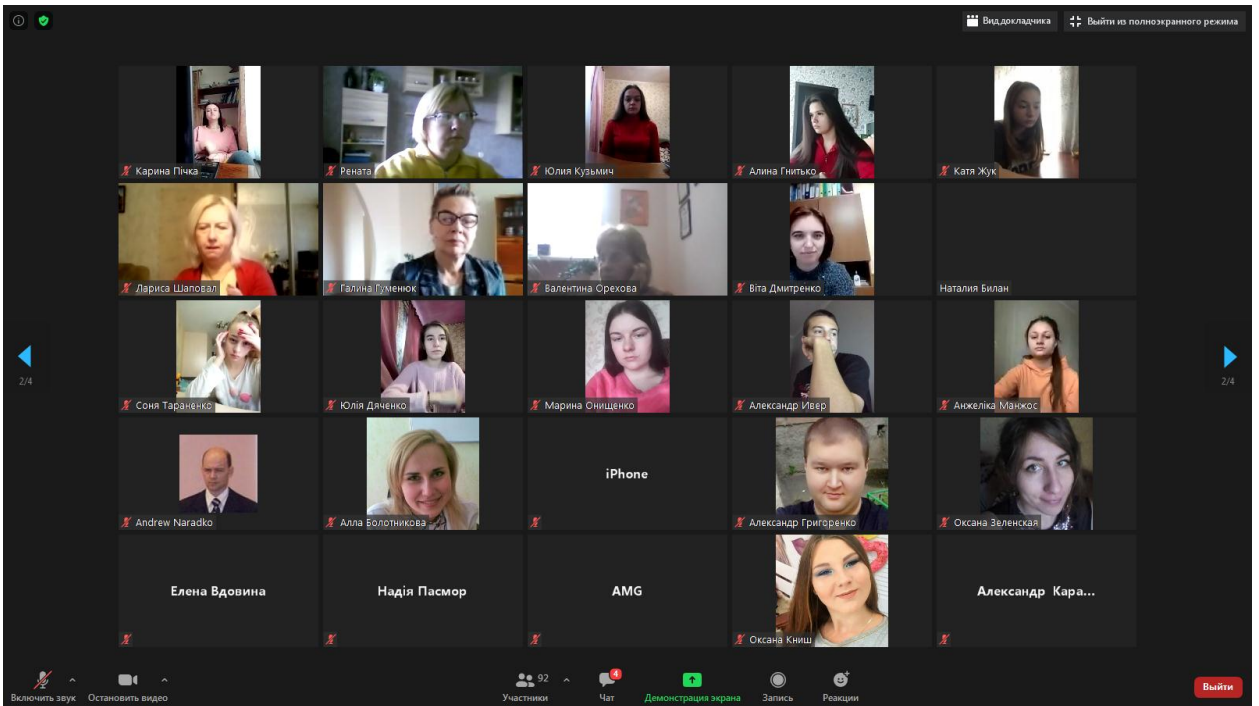 Вид докладчика
Выйти из полноэкранного режима
Карина Пічка
Рената
Юлия Кузьмич
Алина Гнитько
Катя Жук
Лариса Шаповал
Галина Гуменюк
Валентина Орехова
Віта Дмитренко
Наталия Билан
2/4
2/4
Соня Тараненко
Юлія Дяченко
Марина Онищенко
Александр Ивер
Анжеліка Манжос
iPhone
Andrew Naradko
Алла Болотникова
Александр Григоренко
Оксана Зеленская
Елена Вдовина
Надія Пасмор
AMG
Александр Кара...
Оксана Книш
92
4
Включить звук
Остановить видео
Участники
Чат
Демонстрация экрана
Запись
Реакции
Выйти